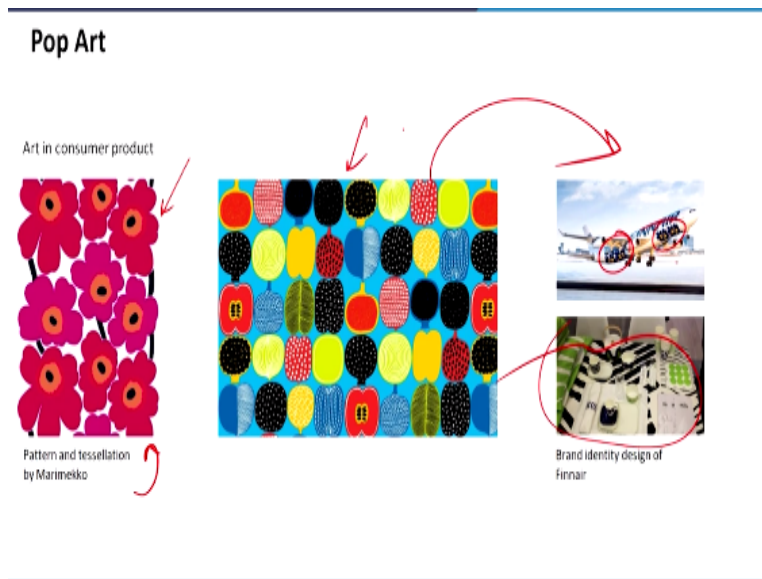 Pop Art
Art in consumer product
Pattern and tessellation
by Marimekko
Brand identity design of
Finnair